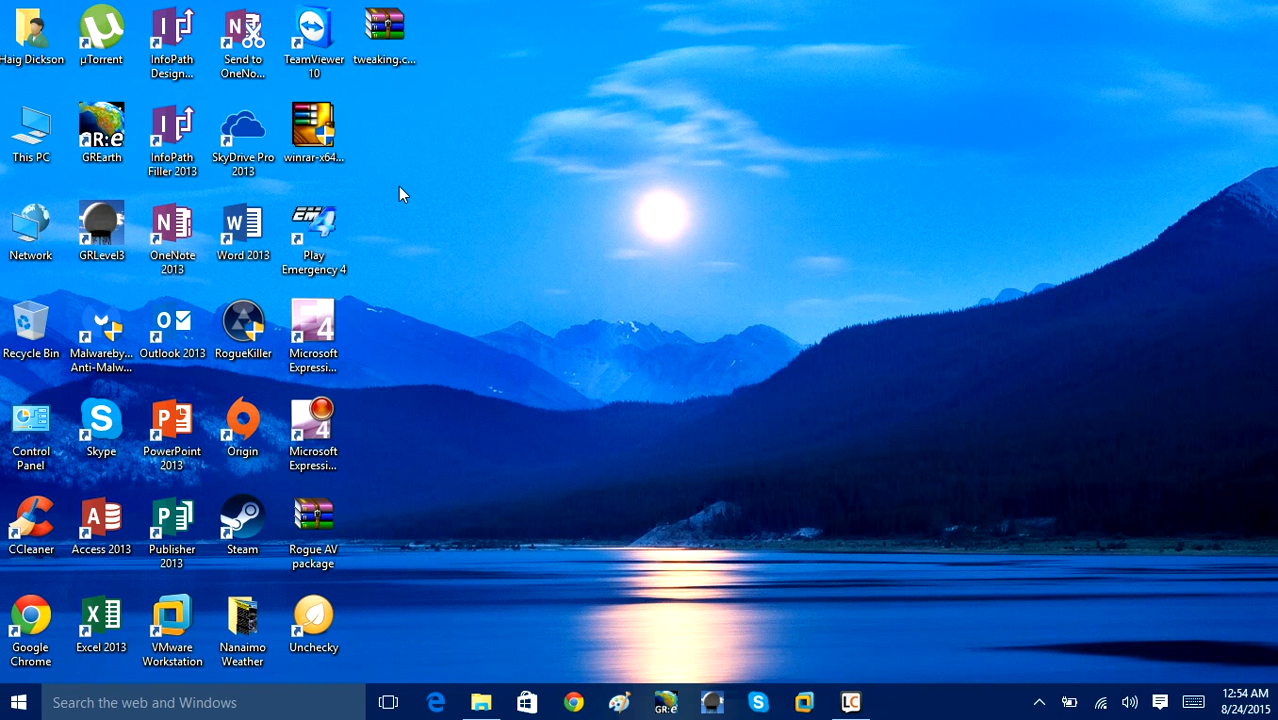 Haig Dickson
µTorrent
InfoPath
Design...
Send to
OneNo...
TeamViewer
10
tweaking.c...
This PC
GR:e
GREarth
InfoPath
Filler 2013
SkyDrive Pro
2013
winrar-x64...
Network
GRLevel3
OneNote
2013
Word 2013
EM4
Play
Emergency 4
Recycle Bin
Malwareby...
Anti-Malw...
Outlook 2013
RogueKiller
Microsoft
Expressi...
Control
Panel
Skype
PowerPoint
2013
Origin
Microsoft
Expressi...
CCleaner
Access 2013
Publisher
2013
Steam
Rogue AV
package
Google
Chrome
Excel 2013
VMware
Workstation
Nanaimo
Weather
Unchecky
Search the web and Windows
GR:e
LC
12:54 AM
8/24/2015